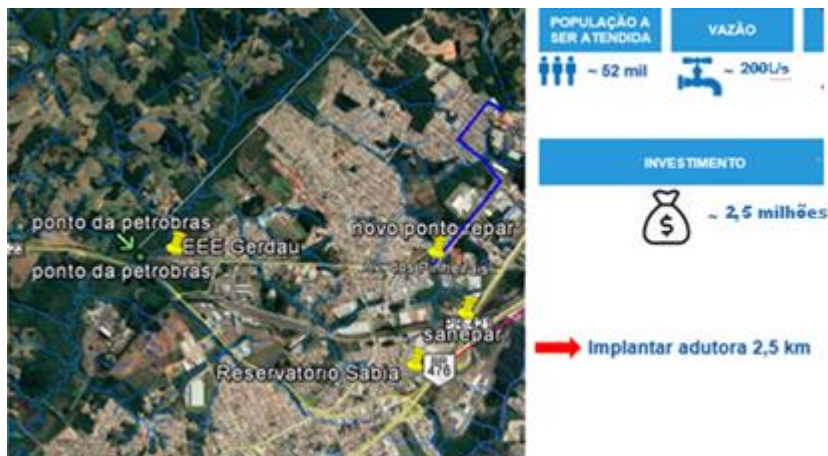 ponto da petrobras
EEE Gerdau
ponto da petrobras
novo ponto repar
sanepar
Reservatório Sabia
476
POPULAÇÃO A
SER ATENDIDA
~ 52 mil
VAZÃO
~ 200L/s
INVESTIMENTO
$
~ 2,5 milhões
Implantar adutora 2,5 km